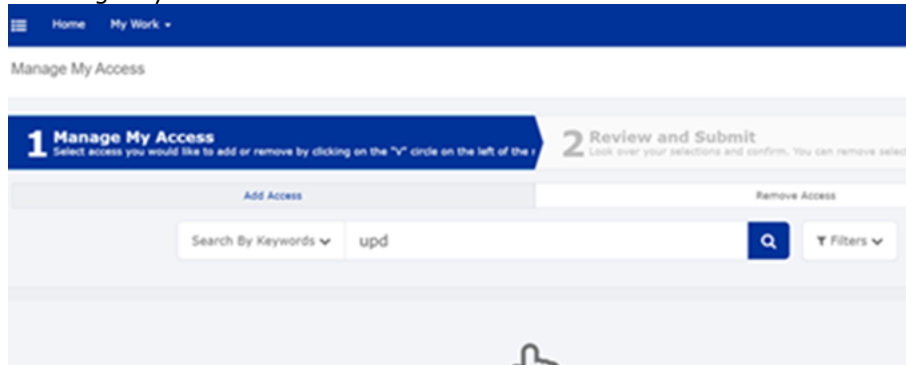 Home My Work
Manage My Access
1 Manage My Access
Select access you would like to add or remove by clicking on the "V" circle on the left of the
2 Review and Submit
Look over your selections and confirm. You can remove selec
Add Access Remove Access
Search By Keywords upd Filters